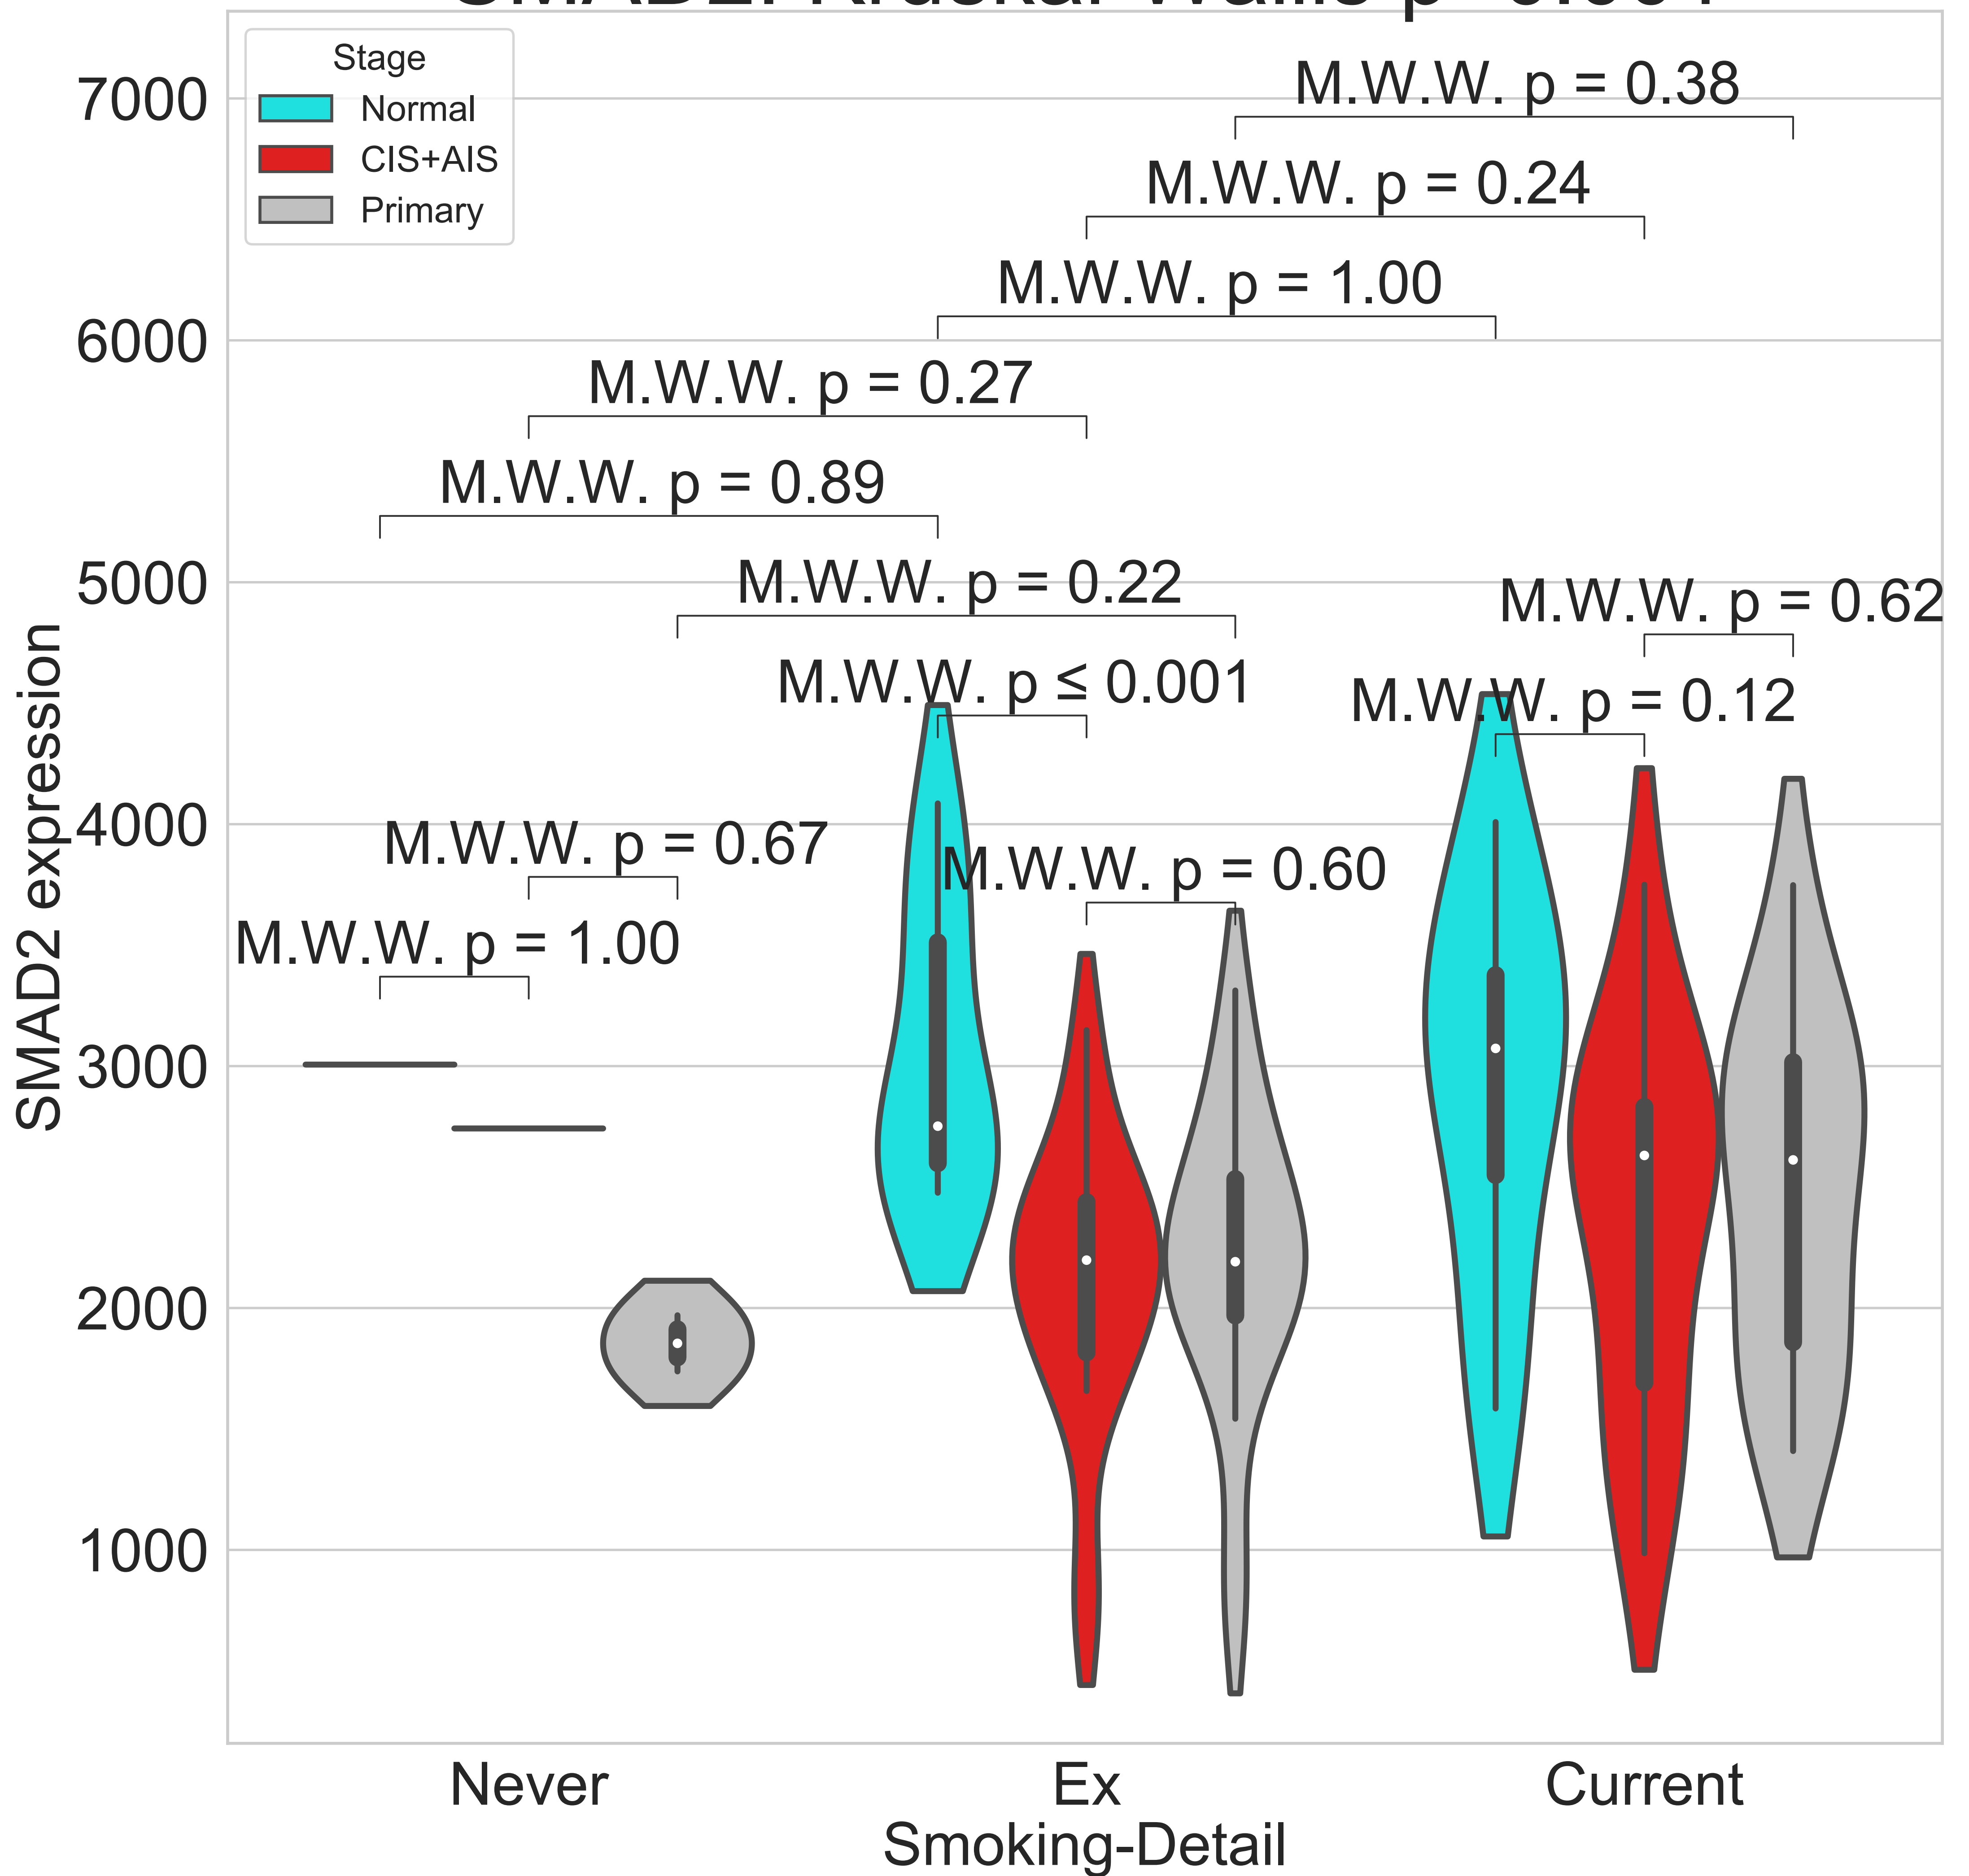 Stage
Normal
CIS+AIS
Primary
7000
6000
5000
4000
3000
2000
1000
SMAD2 expression
M.W.W. p = 0.38
M.W.W. p = 0.24
M.W.W. p = 1.00
M.W.W. p = 0.27
M.W.W. p = 0.89
M.W.W. p = 0.22
M.W.W. p = 0.62
M.W.W. p ≤ 0.001
M.W.W. p = 0.12
M.W.W. p = 0.67
M.W.W. p = 0.60
M.W.W. p = 1.00
Never
Ex
Current
Smoking-Detail